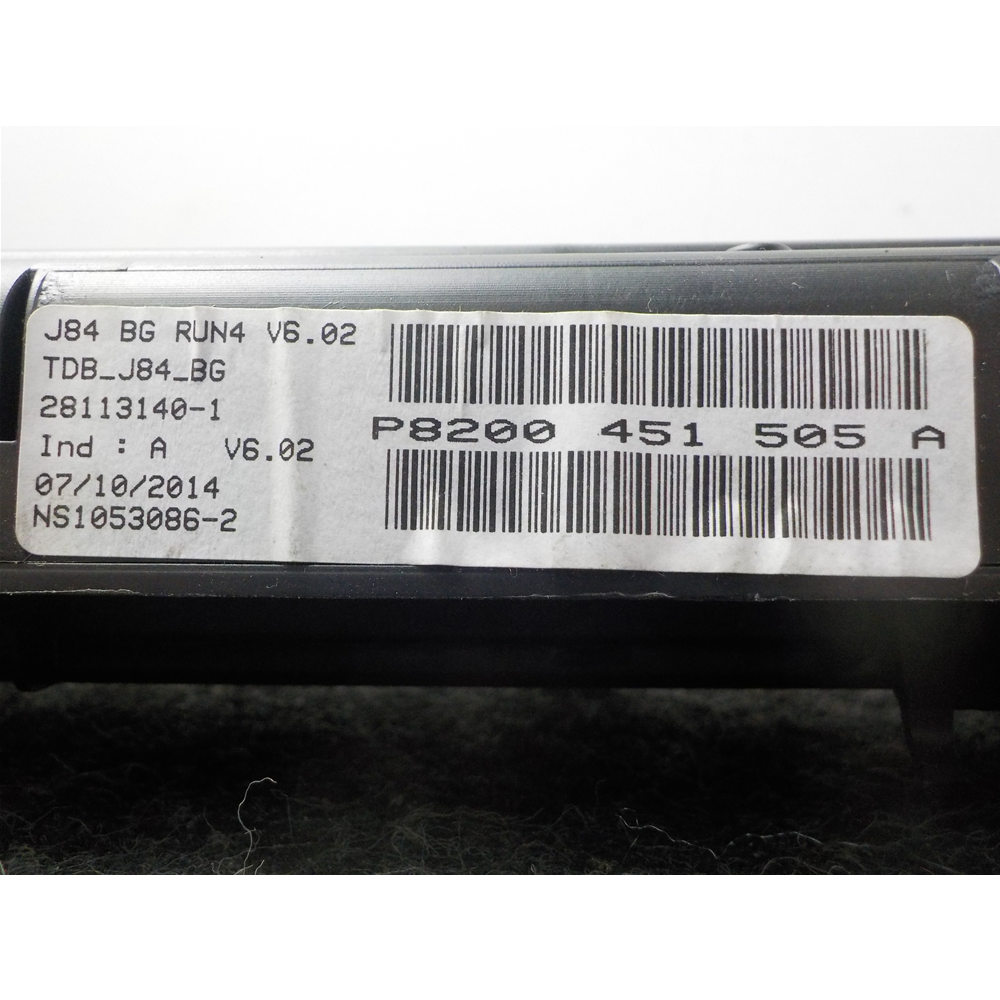 J84 BG RUN4 V6.02
TDB_J84_BG
28113140-1
Ind : A V6.02
07/10/2014
NS1053086-2
P8200 451 505 A